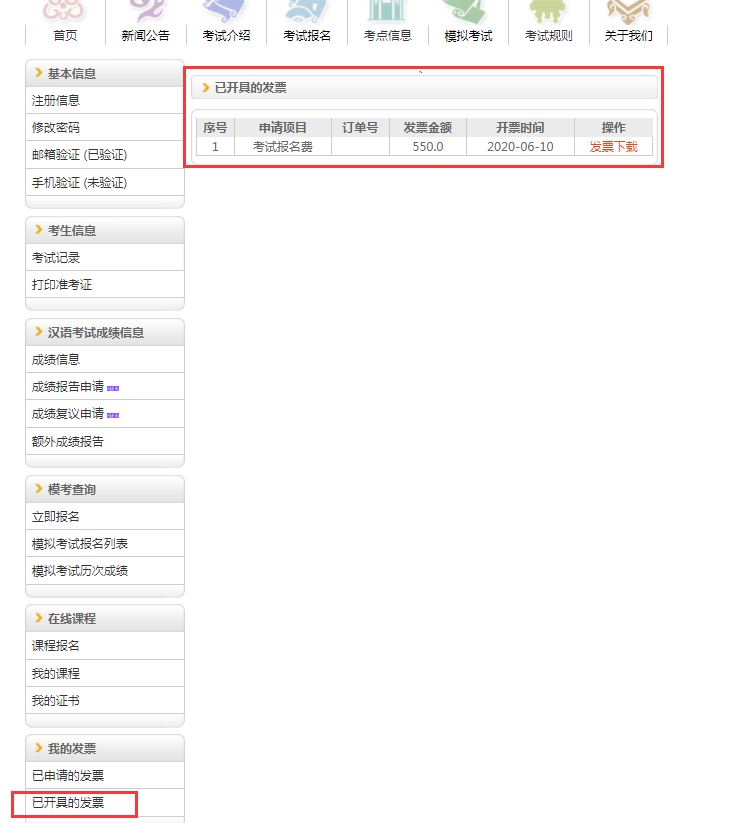 首页 新闻公告 考试介绍 考试报名 考点信息 模拟考试 考试规则 关于我们
基本信息
注册信息
修改密码
邮箱验证 (已验证)
手机验证 (未验证)
考生信息
考试记录
打印准考证
汉语考试成绩信息
成绩信息
成绩报告申请
成绩复议申请
额外成绩报告
模考查询
立即报名
模拟考试报名列表
模拟考试历次成绩
在线课程
课程报名
我的课程
我的证书
我的发票
已申请的发票
已开具的发票
已开具的发票
序号 申请项目 订单号 发票金额 开票时间 操作
1 考试报名费 550.0 2020-06-10 发票下载